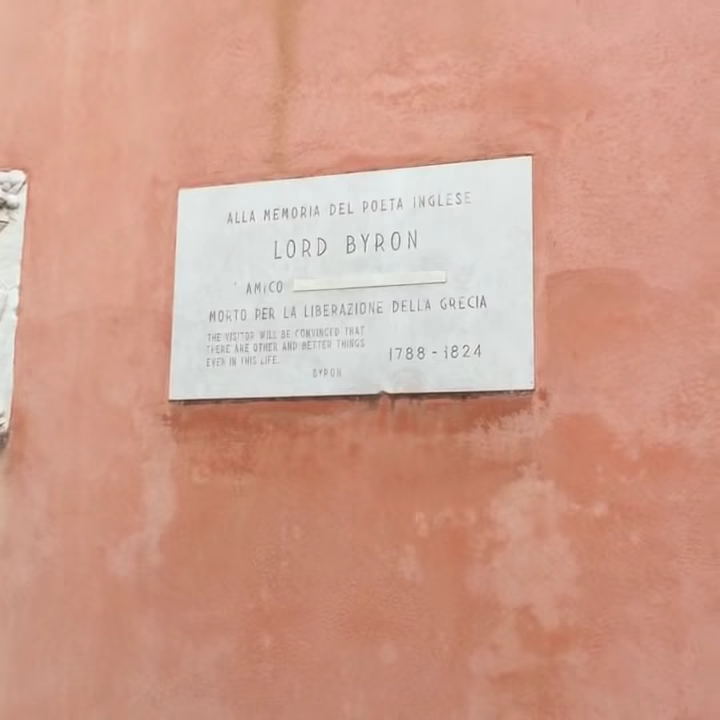 ALLA MEMORIA DEL POETA INGLESE
LORD BYRON
AMICO
MORTO PER LA LIBERAZIONE DELLA GRECIA
THE VISITOR WILL BE CONVINCED THAT
THERE ARE OTHER AND BETTER THINGS
EVEN IN THIS LIFE.
BYRON
1788 - 1824